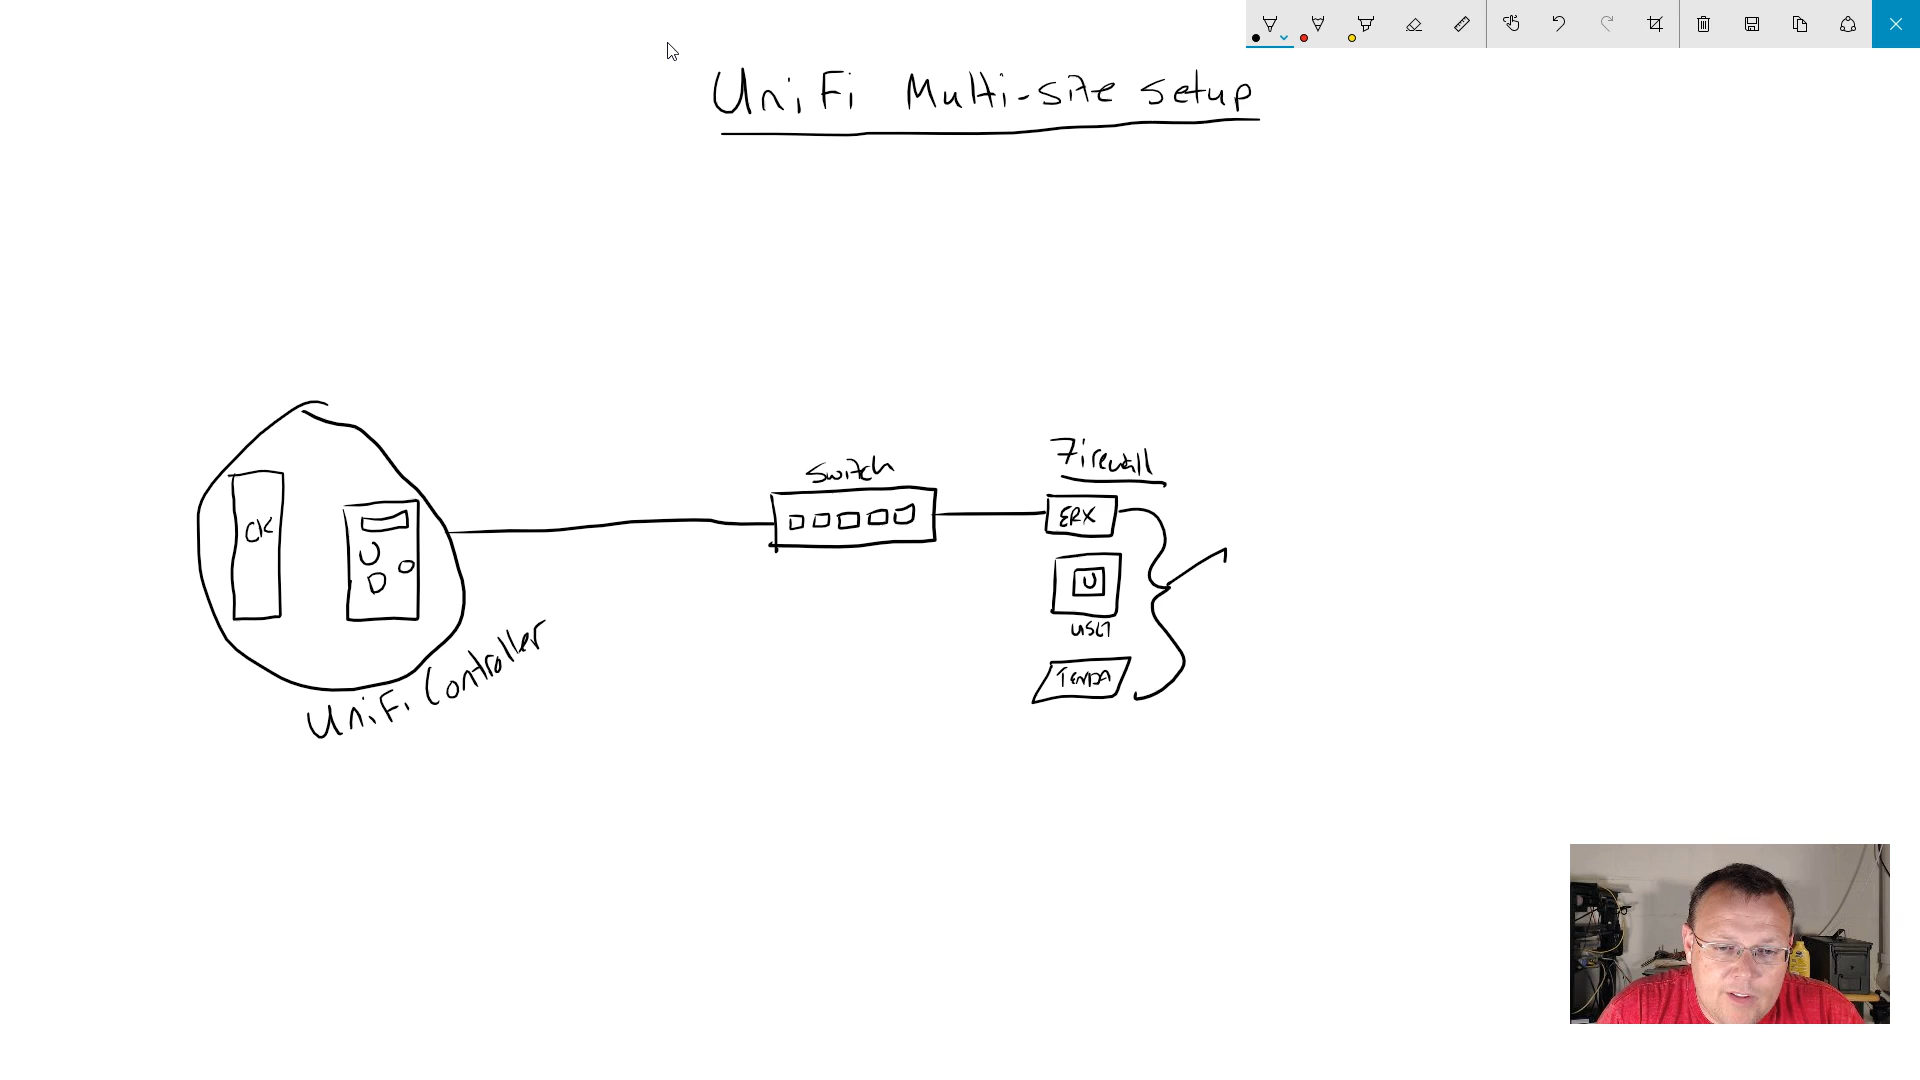 UniFi Multi-site setup
Firewall
Switch
CK
ERX
U
USG
TENDA
UniFi Controller